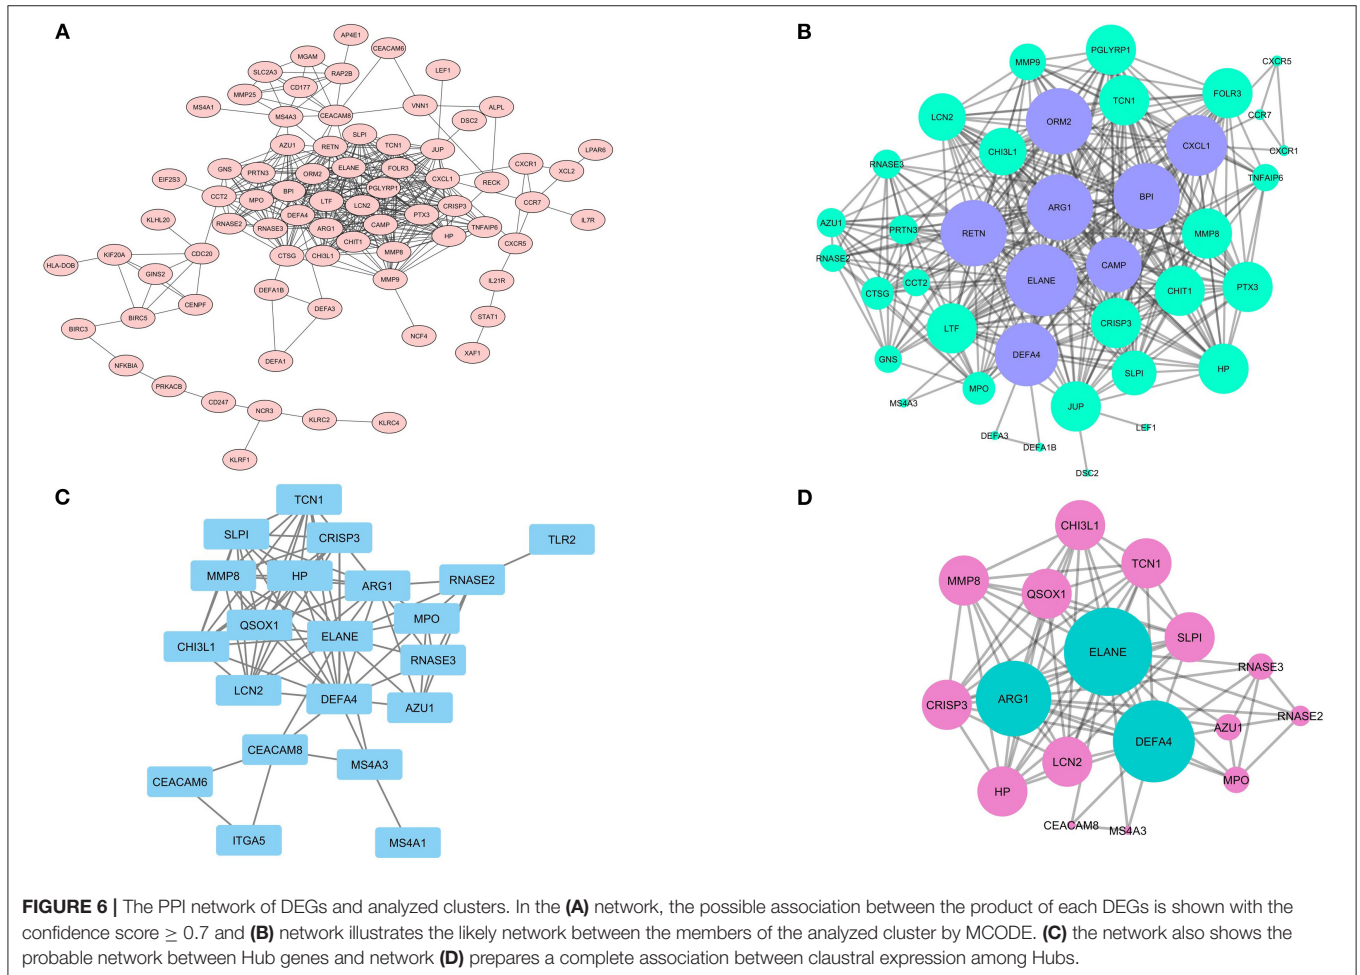 A
AP4E1
CEACAM6
MGAM
SLC2A3
RAP2B
LEF1
CD177
MMP25
MS4A1
VNN1
ALPL
MS4A3
CEACAM8
DSC2
SLPI
AZU1
RETN
TCN1
JUP
GNS
PRTN3
ORM2
ELANE
FOLR3
CXCR1
LPAR6
EIF2S3
CXCL1
RECK
XCL2
BPI
PGLYRP1
CCT2
MPO
LTF
LCN2
CRISP3
CCR7
KLHL20
DEFA4
PTX3
IL7R
RNASE2
RNASE3
ARG1
CAMP
TNFAIP6
CHIT1
HP
CXCR5
HLA-DOB
KIF20A
CDC20
CTSG
CHI3L1
MMP8
GINS2
MMP9
IL21R
DEFA1B
CENPF
DEFA3
BIRC3
BIRC5
STAT1
NCF4
XAF1
NFKBIA
DEFA1
PRKACB
CD247
NCR3
KLRC2
KLRC4
KLRF1
B
PGLYRP1
MMP9
CXCR5
TCN1
FOLR3
LCN2
ORM2
CCR7
CXCL1
CHI3L1
CXCR1
RNASE3
TNFAIP6
BPI
ARG1
AZU1
PRTN3
RETN
MMP8
RNASE2
CAMP
CCT2
ELANE
CTSG
CHIT1
PTX3
LTF
CRISP3
DEFA4
GNS
SLPI
HP
MPO
MS4A3
JUP
LEF1
DEFA3
DEFA1B
DSC2
C
TCN1
SLPI
CRISP3
TLR2
MMP8
HP
ARG1
RNASE2
QSOX1
MPO
ELANE
CHI3L1
RNASE3
LCN2
DEFA4
AZU1
CEACAM8
MS4A3
CEACAM6
ITGA5
MS4A1
D
CHI3L1
TCN1
MMP8
QSOX1
SLPI
ELANE
RNASE3
ARG1
CRISP3
RNASE2
AZU1
DEFA4
LCN2
MPO
HP
CEACAM8
MS4A3
FIGURE 6 | The PPI network of DEGs and analyzed clusters. In the (A) network, the possible association between the product of each DEGs is shown with the
confidence score ≥ 0.7 and (B) network illustrates the likely network between the members of the analyzed cluster by MCODE. (C) the network also shows the
probable network between Hub genes and network (D) prepares a complete association between claustral expression among Hubs.